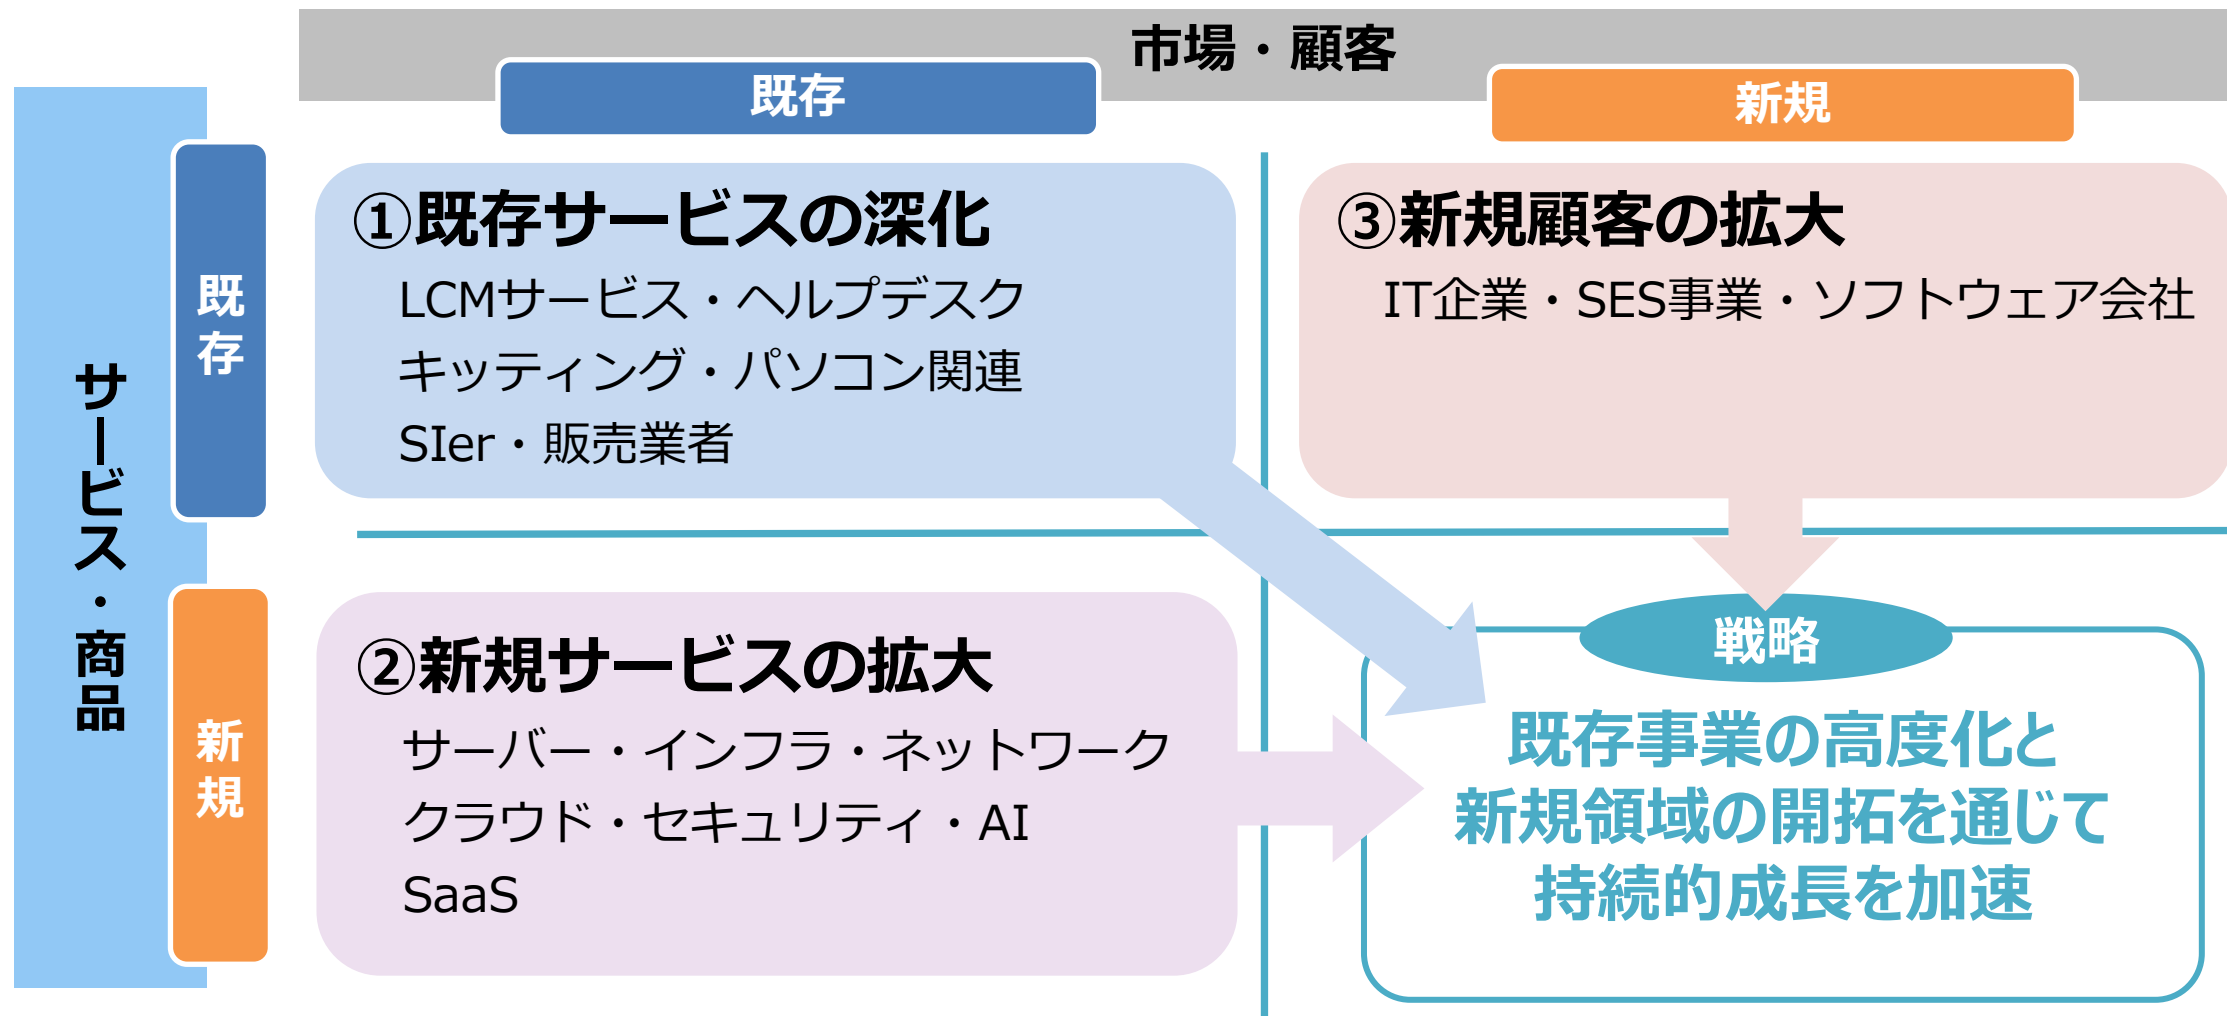 市場・顧客
既存
新規
サービス・商品
既存
新規
①既存サービスの深化
LCMサービス・ヘルプデスク
キッティング・パソコン関連
SIer・販売業者
③新規顧客の拡大
IT企業・SES事業・ソフトウェア会社
②新規サービスの拡大
サーバー・インフラ・ネットワーク
クラウド・セキュリティ・AI
SaaS
戦略
既存事業の高度化と
新規領域の開拓を通じて
持続的成長を加速